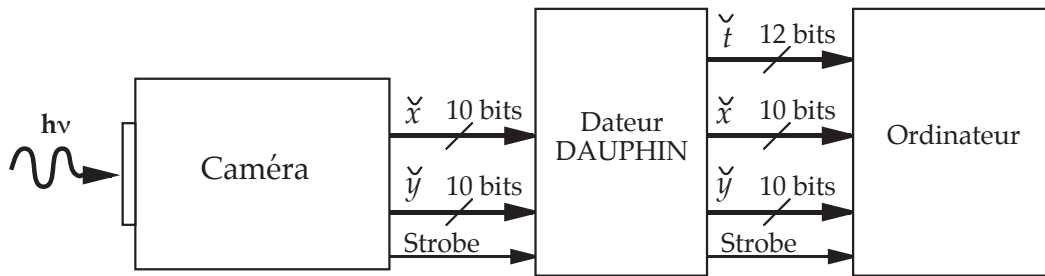 hν
Caméra
x̆ 10 bits
y̆ 10 bits
Strobe
Dateur
DAUPHIN
t̆ 12 bits
x̆ 10 bits
y̆ 10 bits
Strobe
Ordinateur